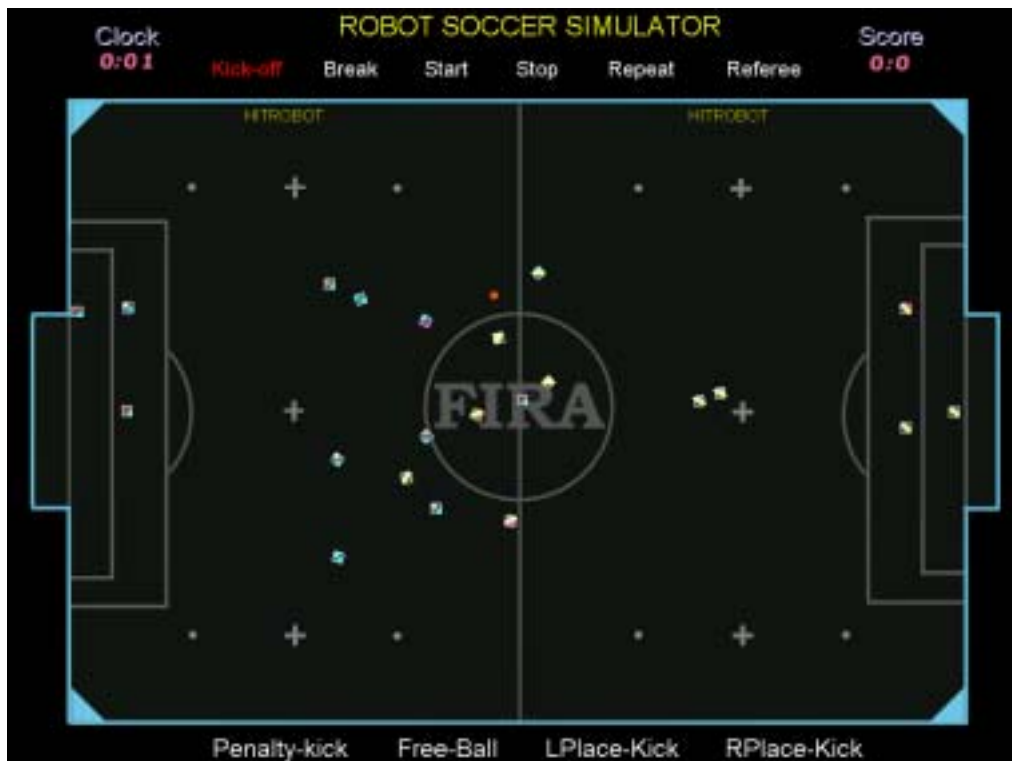 ROBOT SOCCER SIMULATOR
Clock Score
0:01 0:0
Kick-off Break Start Stop Repeat Referee
HITROBOT HITROBOT
FIRA
Penalty-kick Free-Ball LPlace-Kick RPlace-Kick